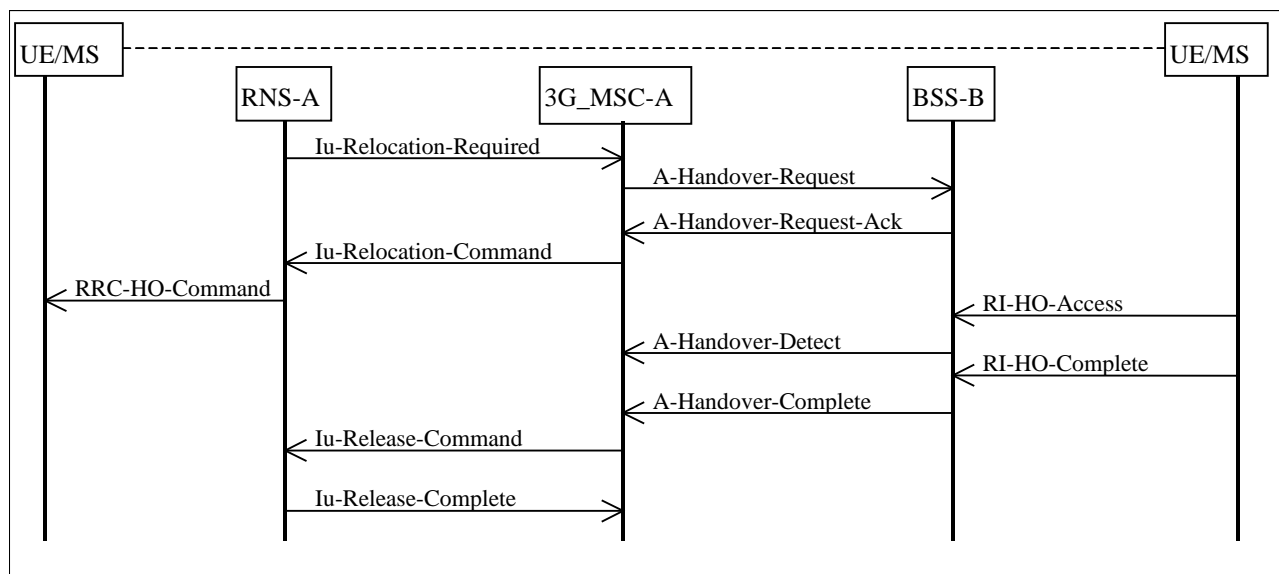 UE/MS
UE/MS
RNS-A
3G_MSC-A
BSS-B
Iu-Relocation-Required
A-Handover-Request
A-Handover-Request-Ack
Iu-Relocation-Command
RRC-HO-Command
RI-HO-Access
A-Handover-Detect
RI-HO-Complete
A-Handover-Complete
Iu-Release-Command
Iu-Release-Complete